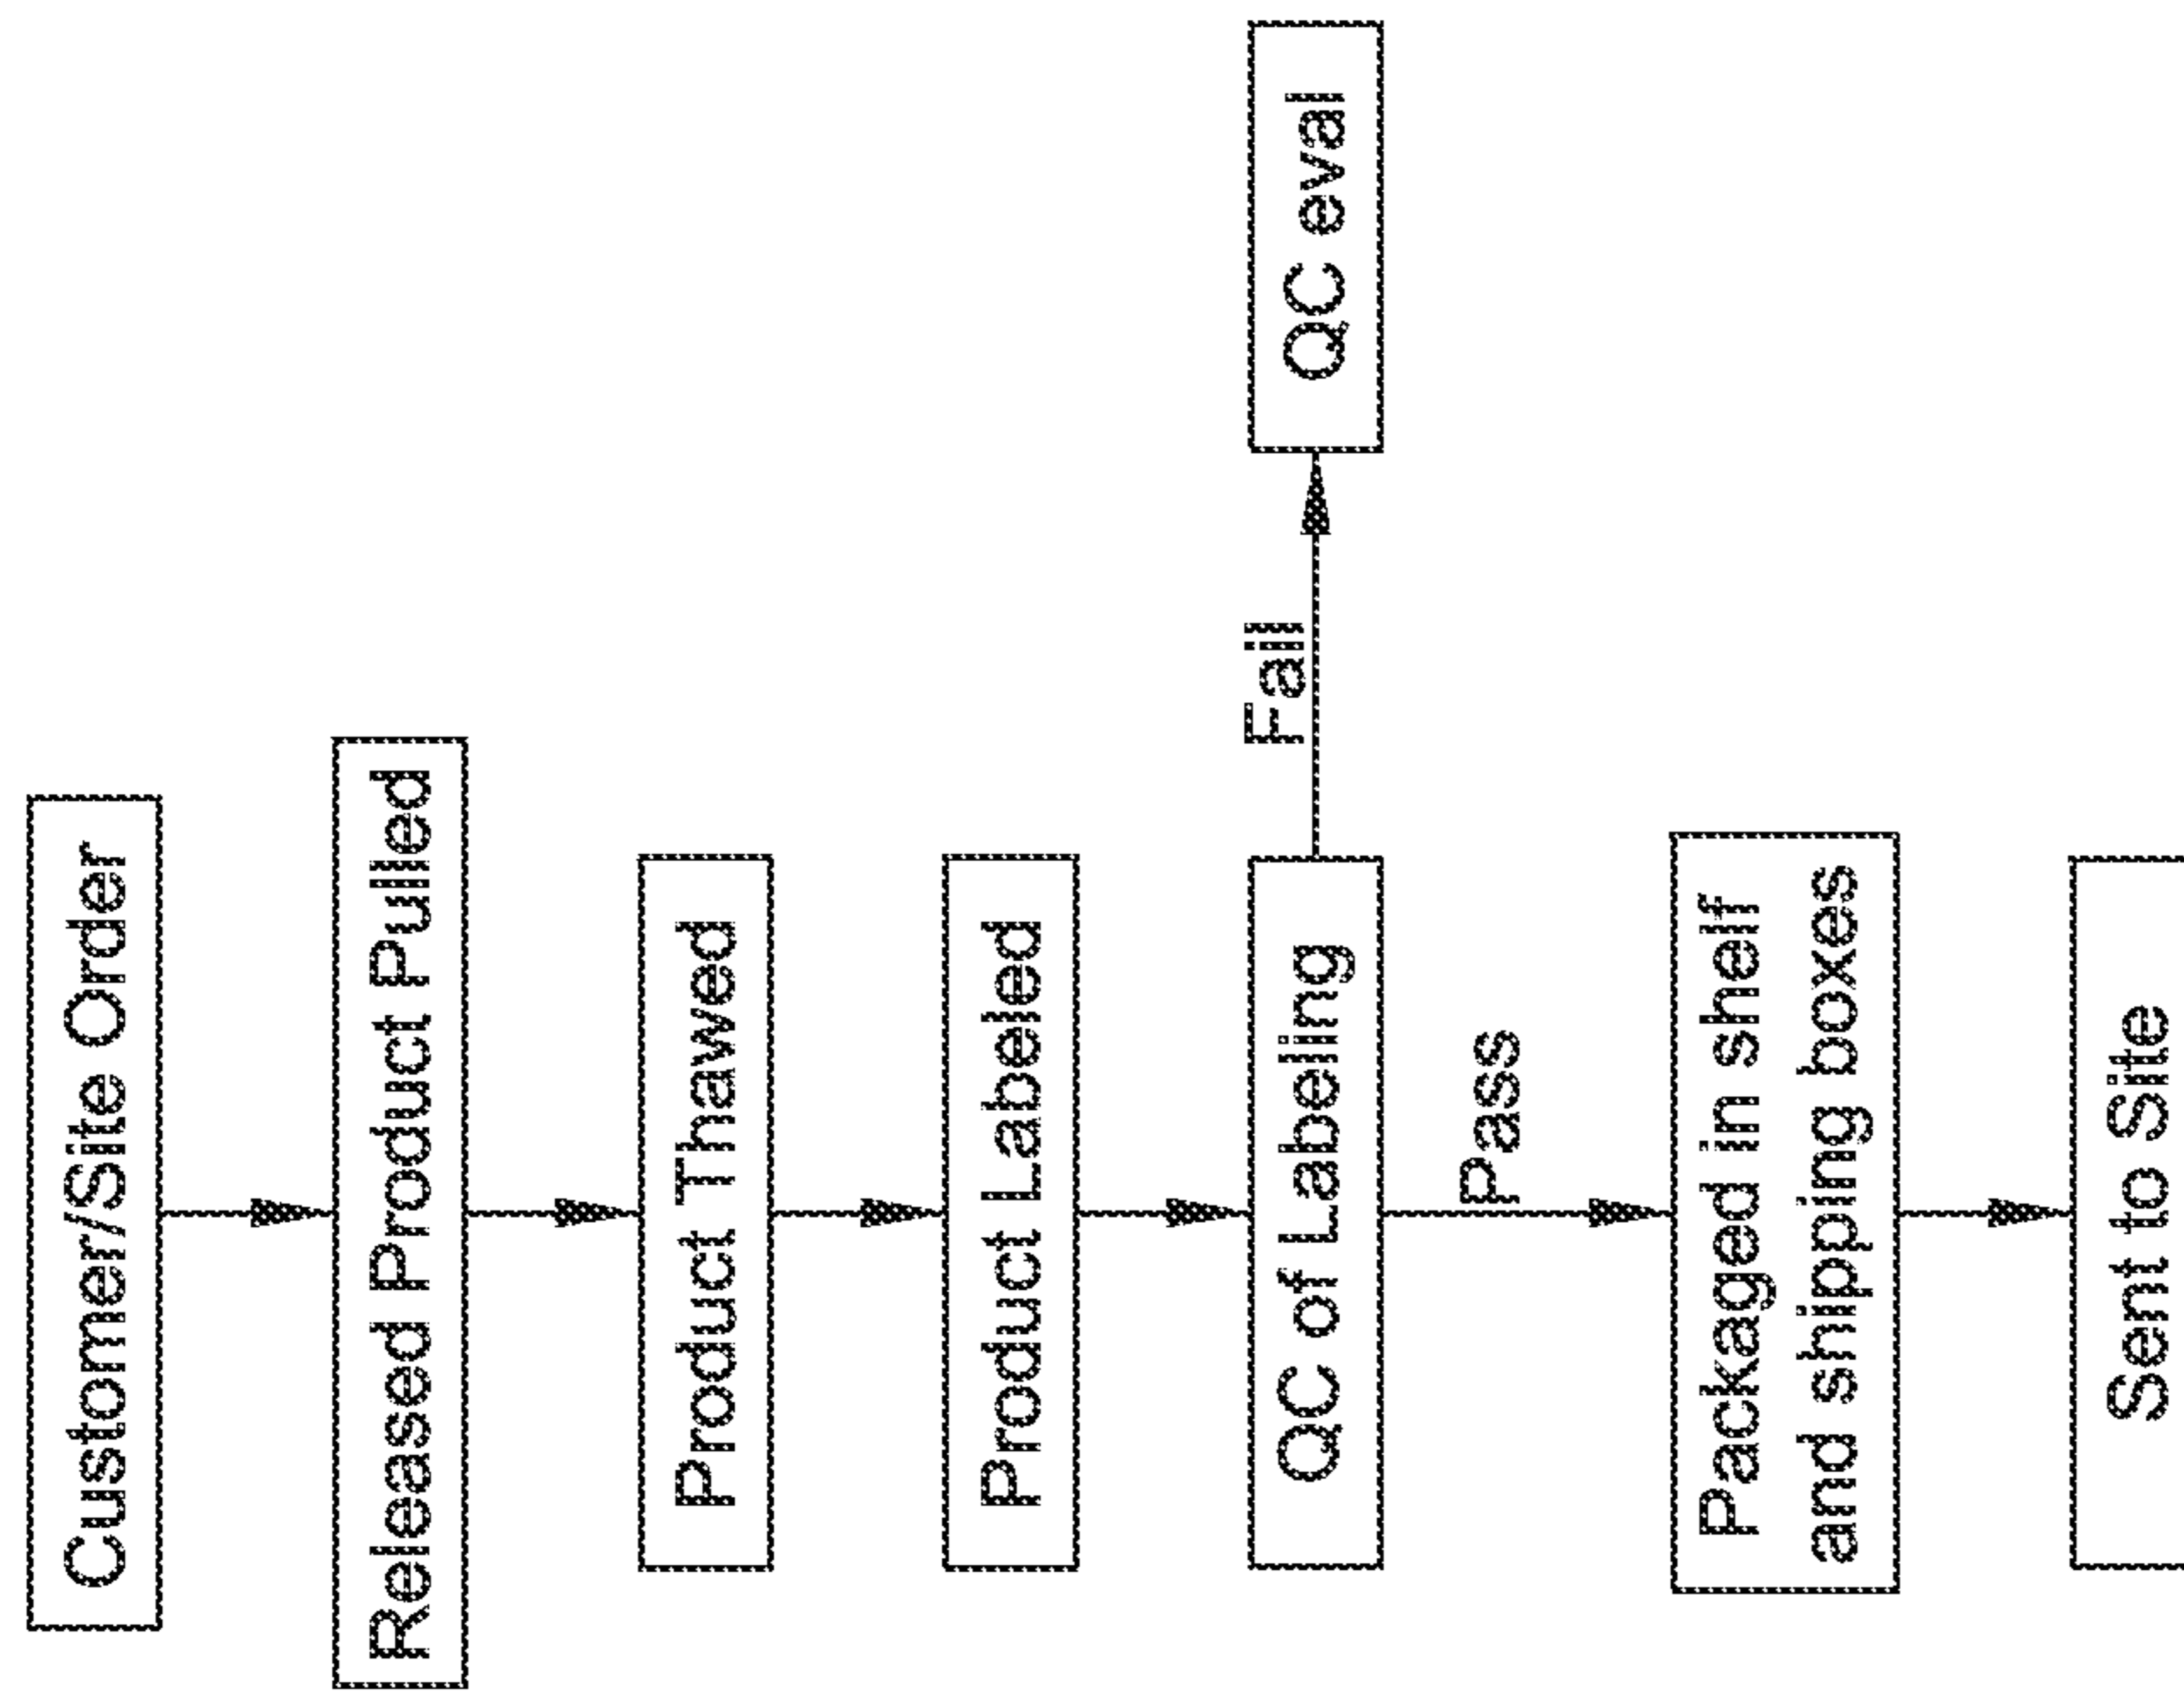 Customer/Site Order
Released Product Pulled
Product Thawed
Product Labeled
QC of Labeling
Fail
QC eval
Pass
Packaged in shelf
and shipping boxes
Sent to Site